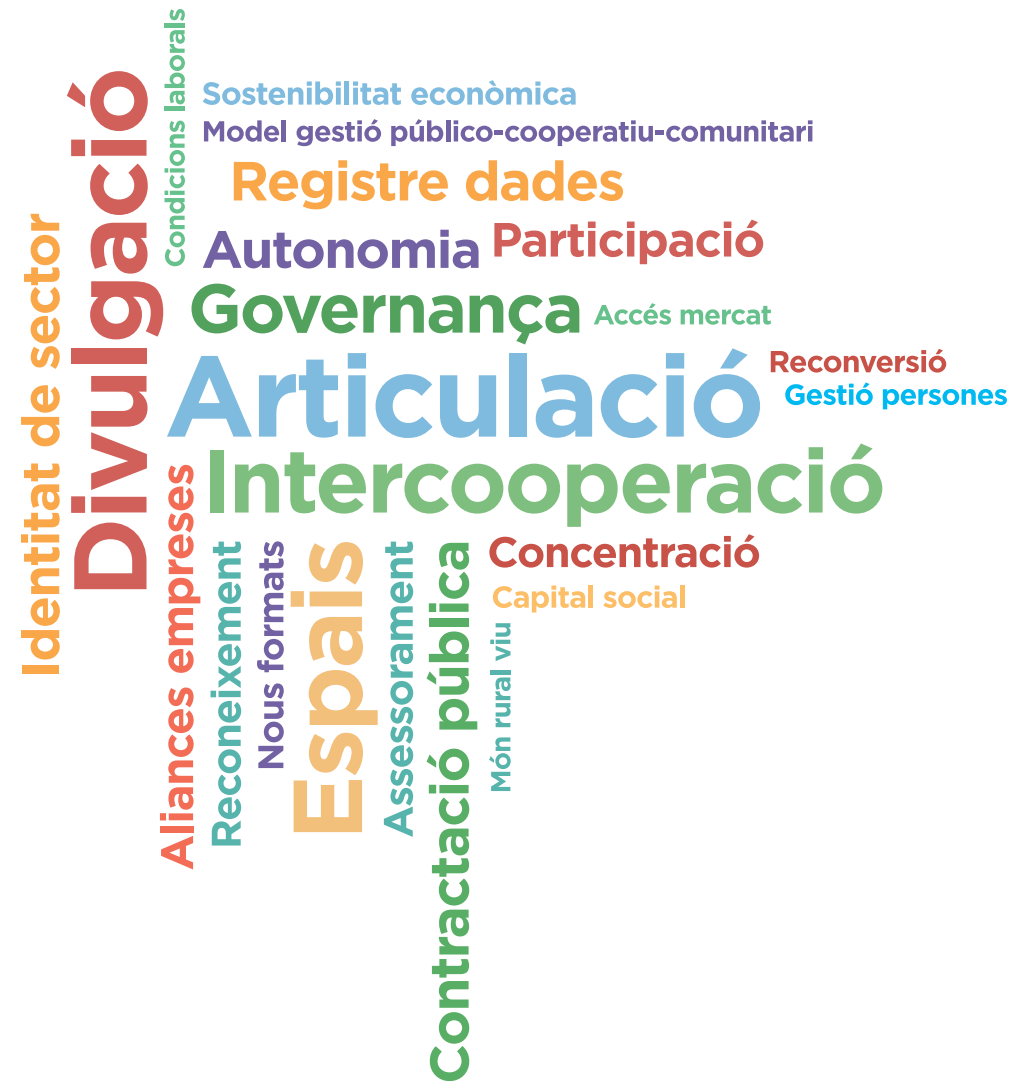 Condicions laborals
Divulgació
Identitat de sector
Sostenibilitat econòmica
Model gestió público-cooperatiu-comunitari
Registre dades
Autonomia
Participació
Governança
Accés mercat
Articulació
Reconversió
Gestió persones
Intercooperació
Aliances empreses
Reconeixement
Nous formats
Espais
Assessorament
Contractació pública
Concentració
Capital social
Món rural viu